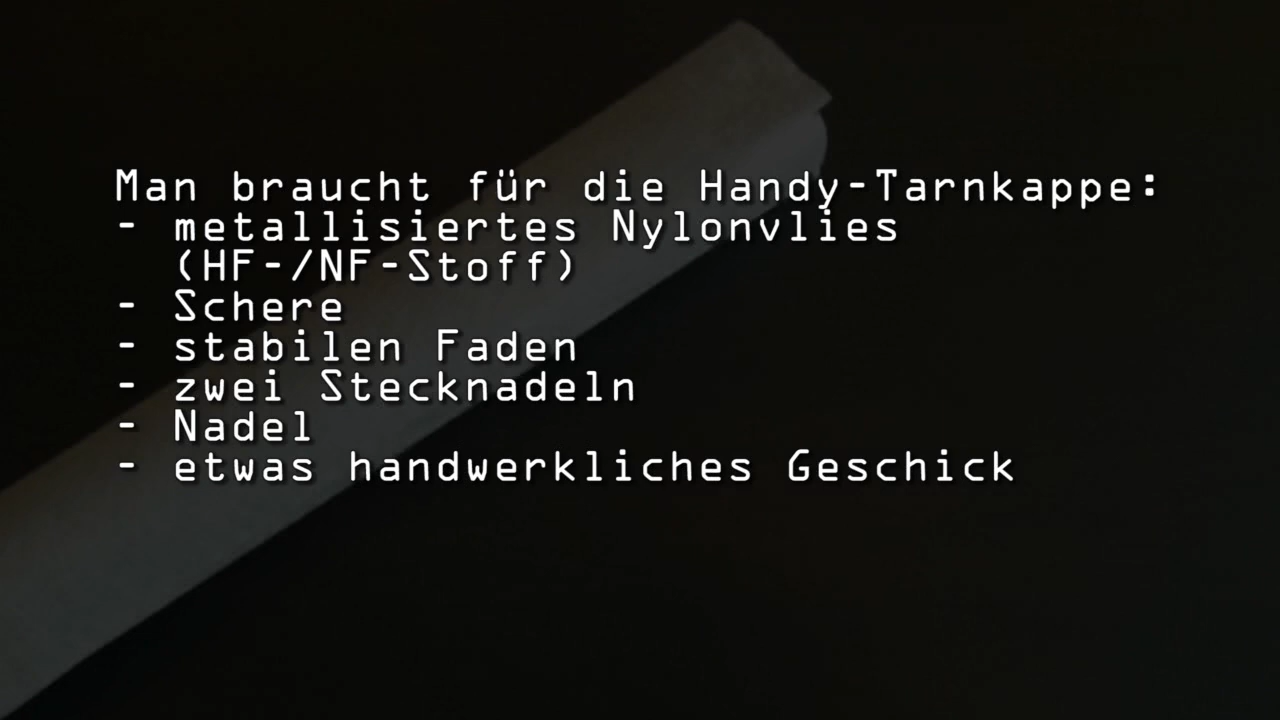 Man braucht für die Handy-Tarnkappe:
- metallisiertes Nylonvlies
(HF-/NF-Stoff)
- Schere
- stabilen Faden
- zwei Stecknadeln
- Nadel
- etwas handwerkliches Geschick